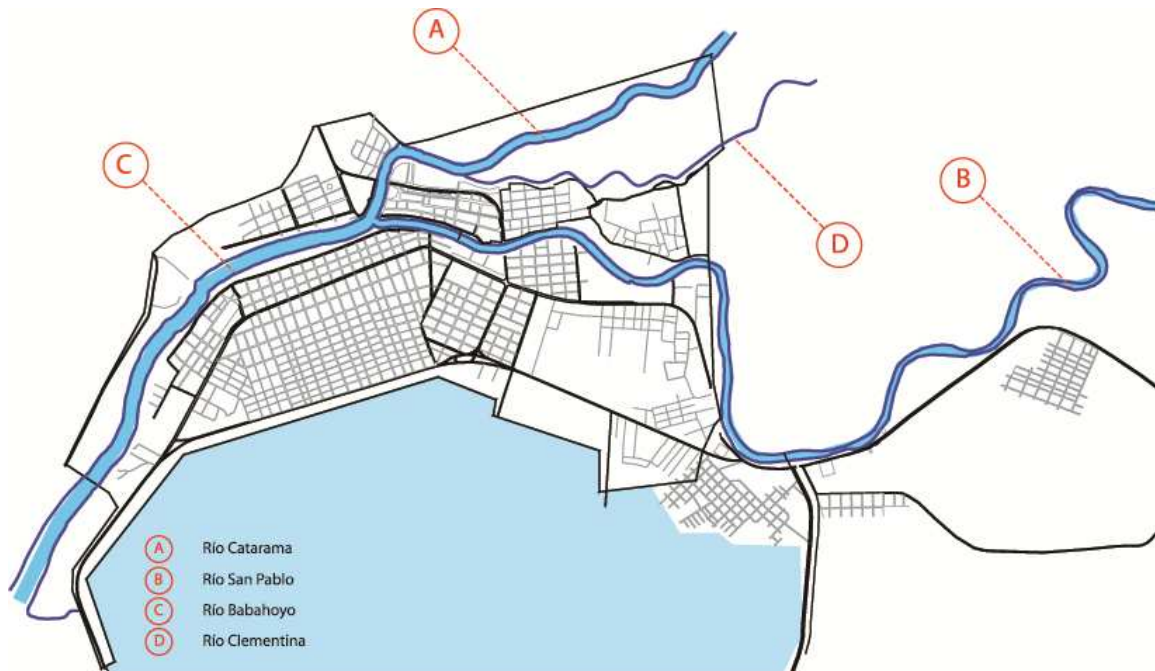 A
C
B
D
A Río Catarama
B Río San Pablo
C Río Babahoyo
D Río Clementina